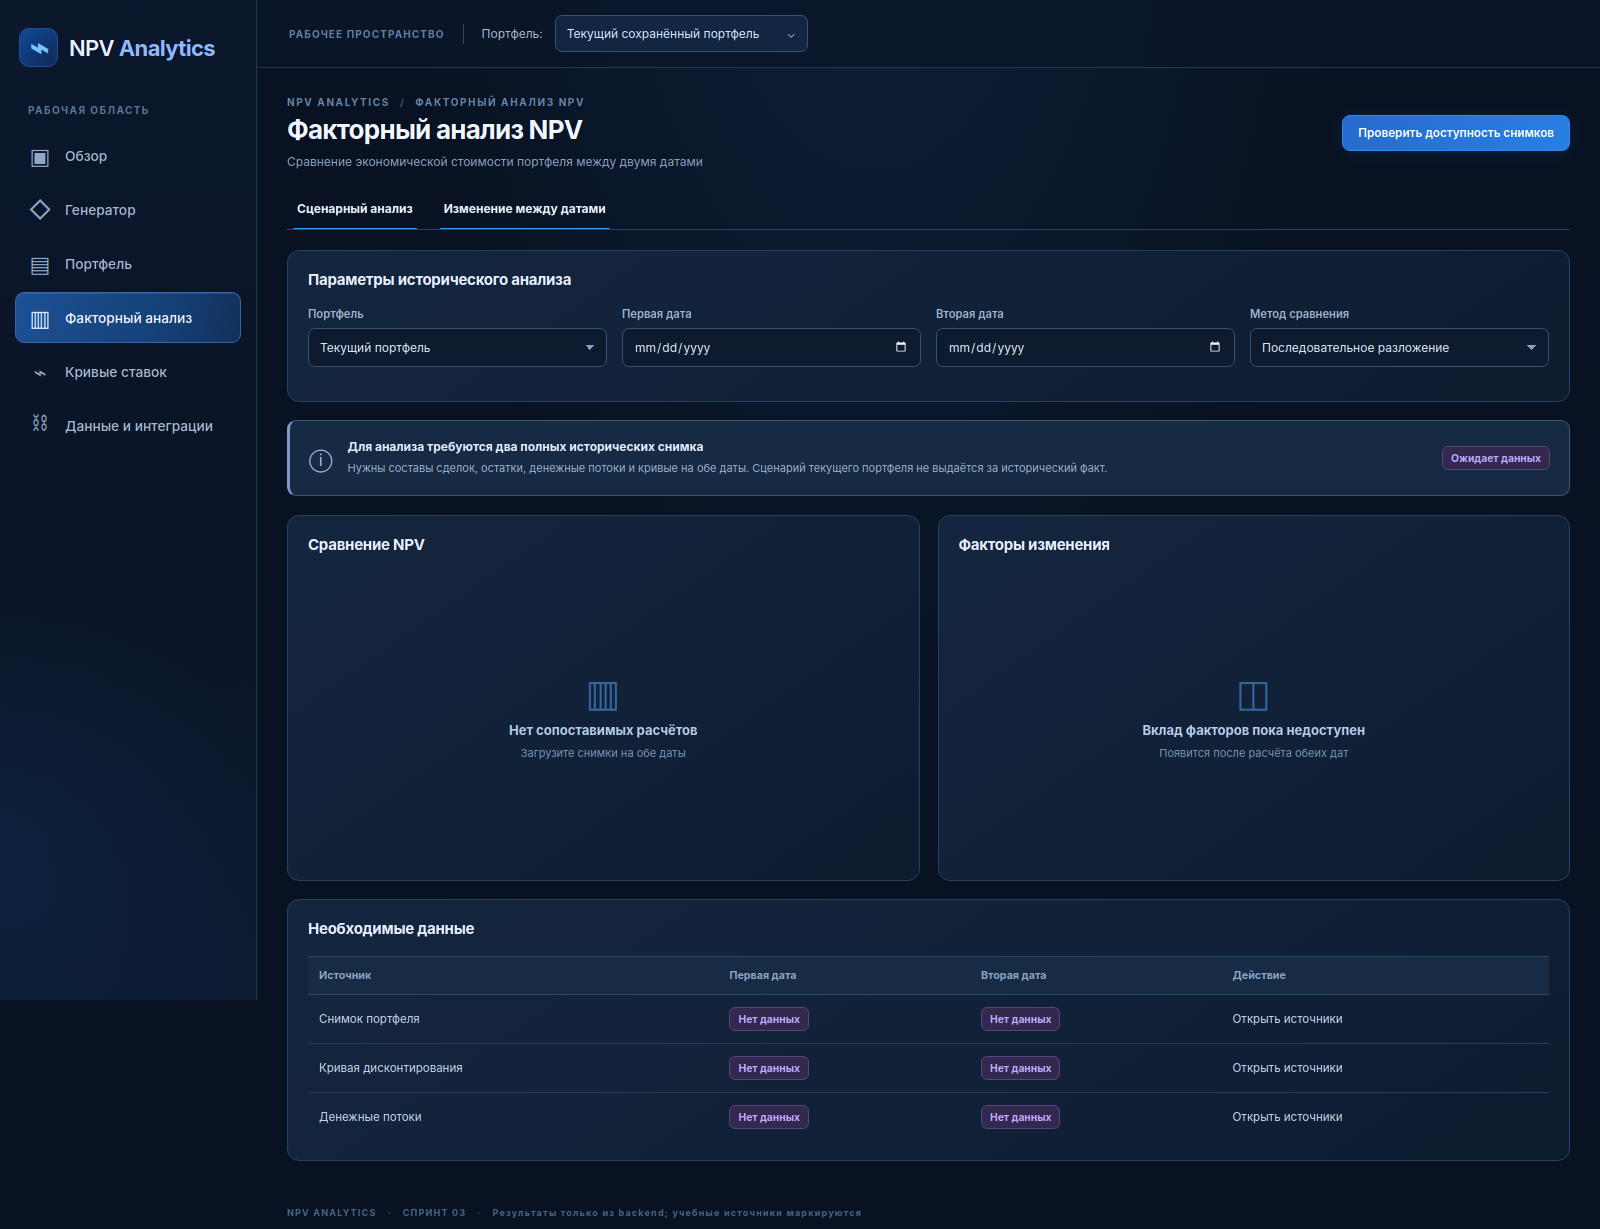 NPV Analytics
РАБОЧАЯ ОБЛАСТЬ
Обзор
Генератор
Портфель
Факторный анализ
Кривые ставок
Данные и интеграции
РАБОЧЕЕ ПРОСТРАНСТВО
Портфель:
Текущий сохранённый портфель
NPV ANALYTICS / ФАКТОРНЫЙ АНАЛИЗ NPV
Факторный анализ NPV
Сравнение экономической стоимости портфеля между двумя датами
Проверить доступность снимков
Сценарный анализ
Изменение между датами
Параметры исторического анализа
Портфель
Первая дата
Вторая дата
Метод сравнения
Текущий портфель
mm/dd/yyyy
mm/dd/yyyy
Последовательное разложение
Для анализа требуются два полных исторических снимка
Нужны составы сделок, остатки, денежные потоки и кривые на обе даты. Сценарий текущего портфеля не выдаётся за исторический факт.
Ожидает данных
Сравнение NPV
Нет сопоставимых расчётов
Загрузите снимки на обе даты
Факторы изменения
Вклад факторов пока недоступен
Появится после расчёта обеих дат
Необходимые данные
Источник Первая дата Вторая дата Действие
Снимок портфеля Нет данных Нет данных Открыть источники
Кривая дисконтирования Нет данных Нет данных Открыть источники
Денежные потоки Нет данных Нет данных Открыть источники
NPV ANALYTICS · СПРИНТ 03 · Результаты только из backend; учебные источники маркируются